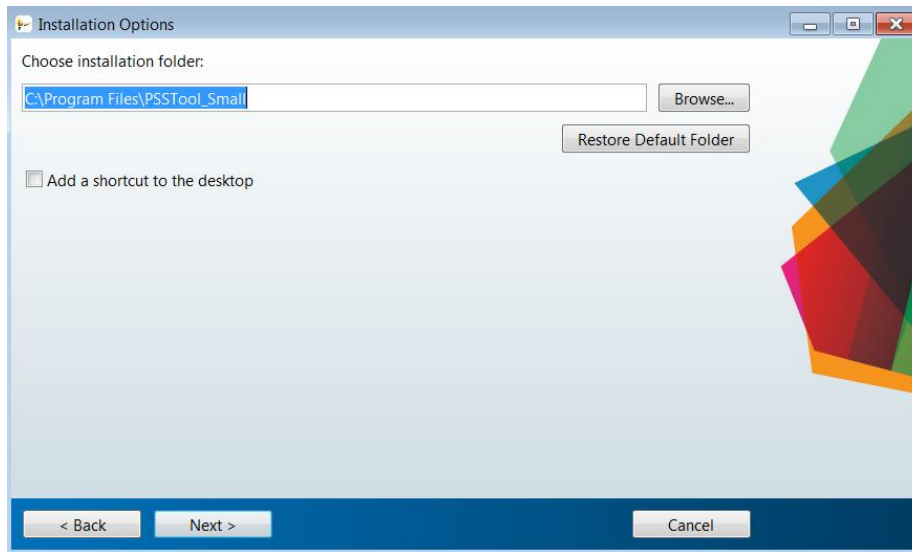 Installation Options
Choose installation folder:
C:\Program Files\PSSTool_Small
Browse...
Restore Default Folder
Add a shortcut to the desktop
< Back Next > Cancel